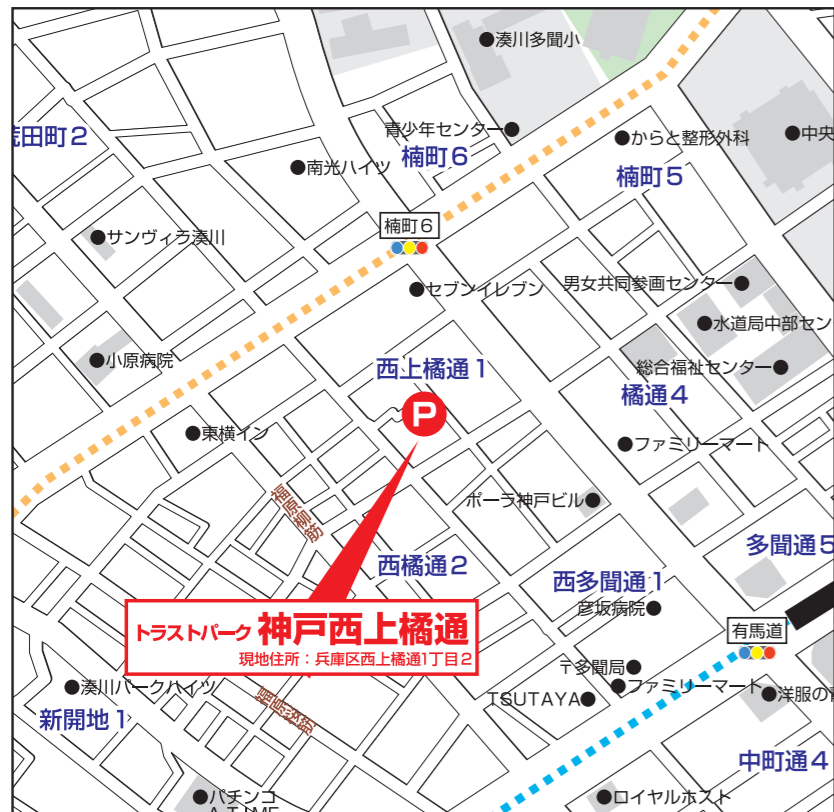 湊川多聞小
荒田町2
青少年センター
からと整形外科
中央
楠町6
南光ハイツ
楠町5
楠町6
サンヴィラ湊川
セブンイレブン
男女共同参画センター
水道局中部セン
小原病院
西上橘通1
総合福祉センター
橘通4
P
東横イン
ファミリーマート
福原柳筋
ポーラ神戸ビル
多聞通5
西橘通2
西多聞通1
彦坂病院
トラストパーク 神戸西上橘通
現地住所:兵庫区西上橘通1丁目2
有馬道
〒多聞局
湊川パークハイツ
ファミリーマート
TSUTAYA
洋服の青
新開地1
福原桜筋
中町通4
パチンコ
A-TIME
ロイヤルホスト